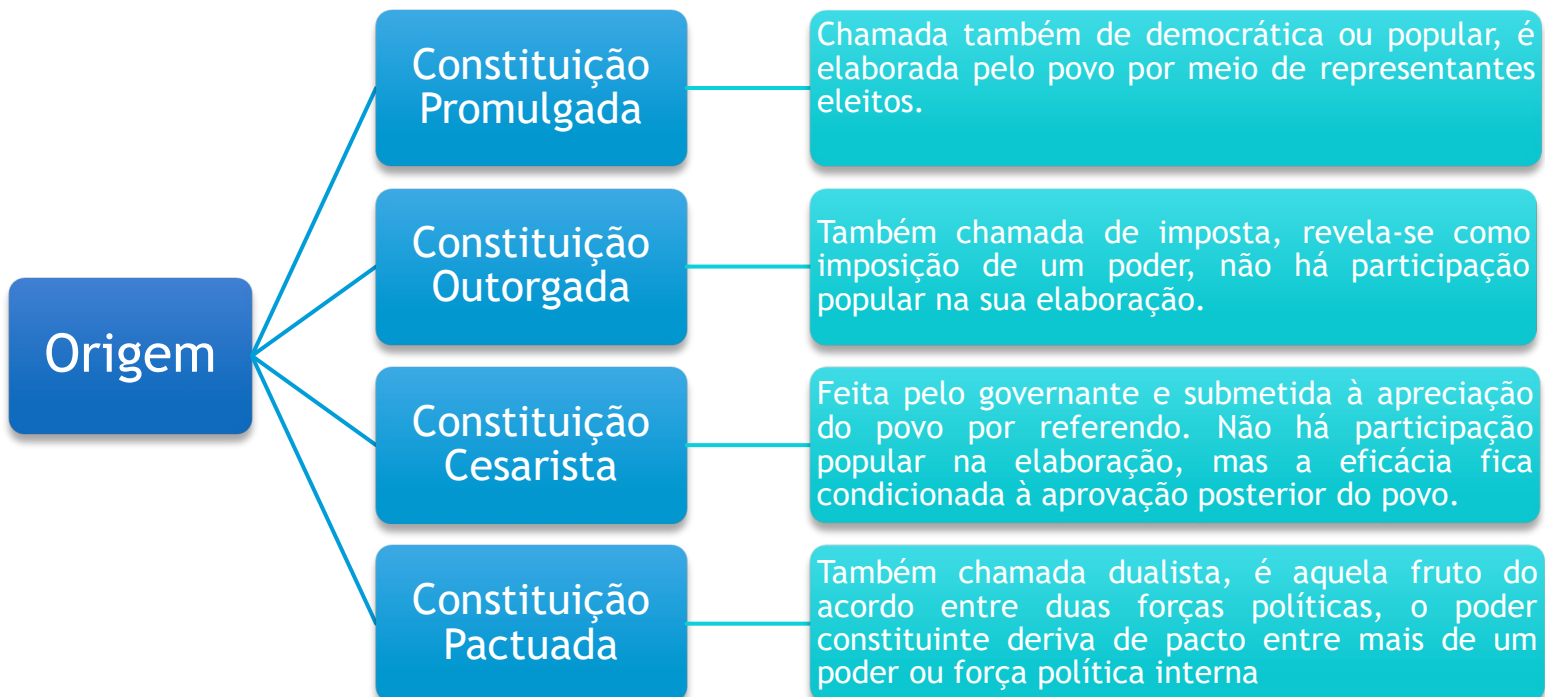 Origem
Constituição
Promulgada
Chamada também de democrática ou popular, é
elaborada pelo povo por meio de representantes
eleitos.
Constituição
Outorgada
Também chamada de imposta, revela-se como
imposição de um poder, não há participação
popular na sua elaboração.
Constituição
Cesarista
Feita pelo governante e submetida à apreciação
do povo por referendo. Não há participação
popular na elaboração, mas a eficácia fica
condicionada à aprovação posterior do povo.
Constituição
Pactuada
Também chamada dualista, é aquela fruto do
acordo entre duas forças políticas, o poder
constituinte deriva de pacto entre mais de um
poder ou força política interna